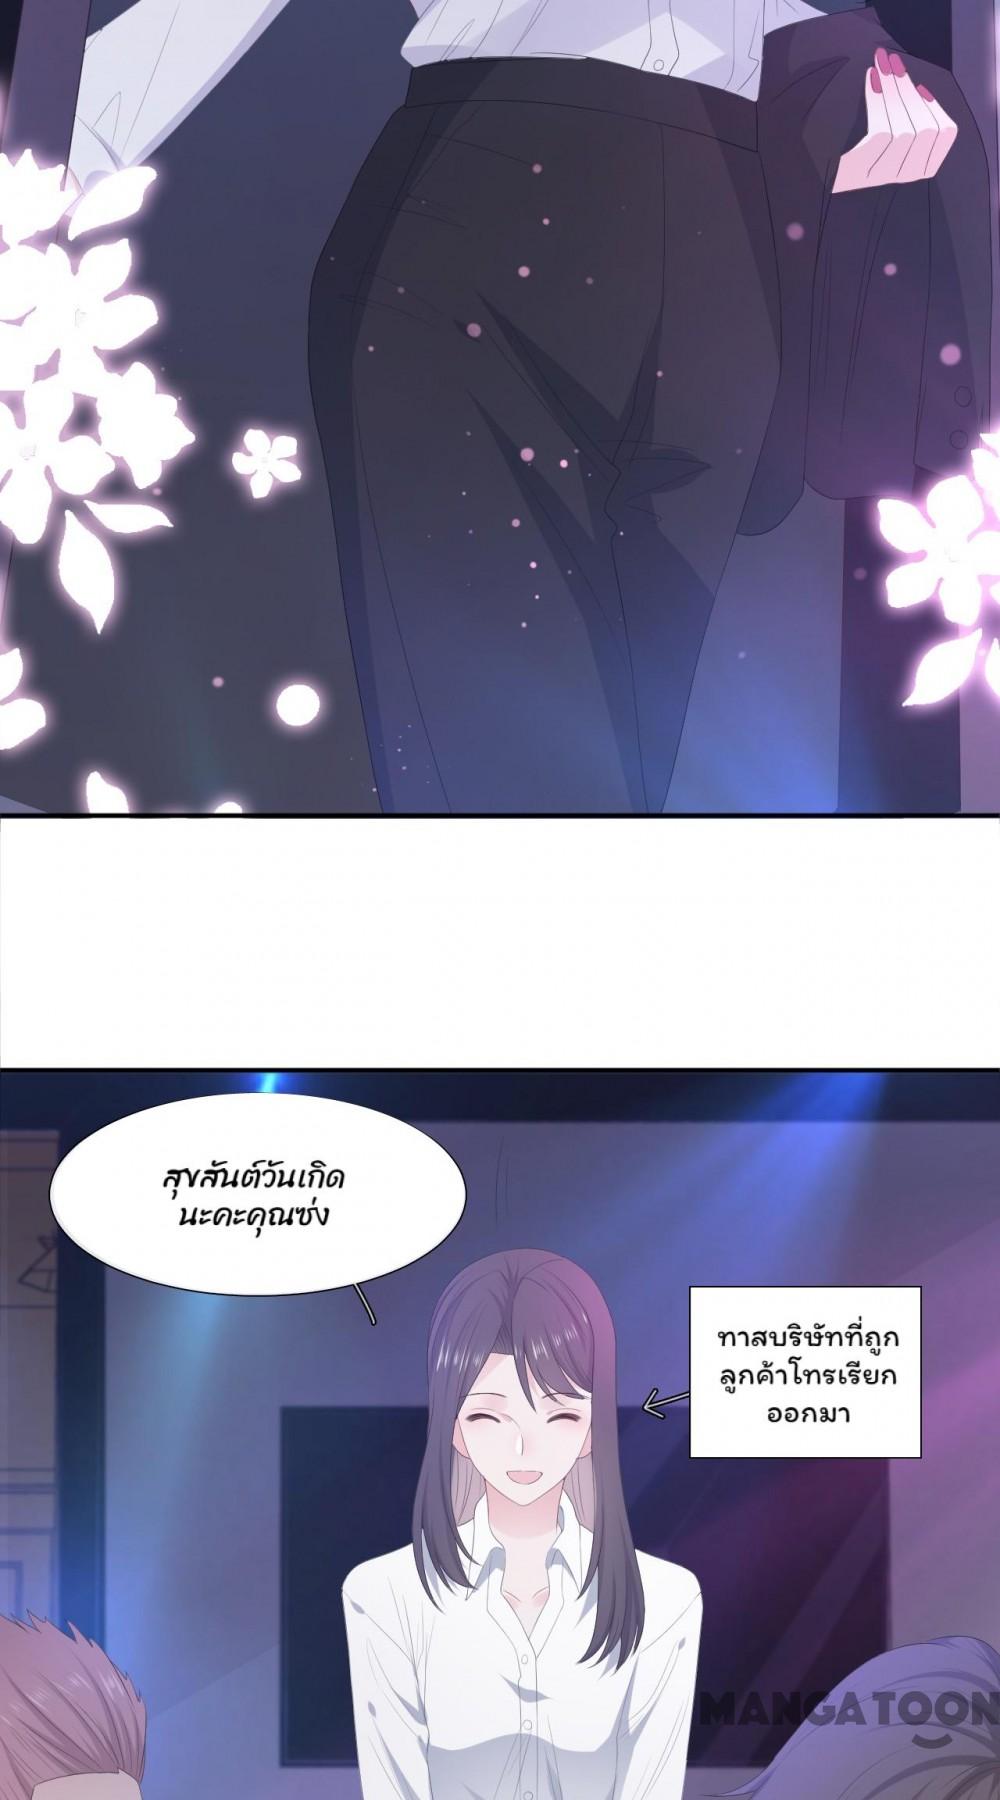 สุขสันต์วันเกิด
นะคะคุณซ่ง
ทาสบริษัทที่ถูก
ลูกค้าโทรเรียก
ออกมา
MANGATOON